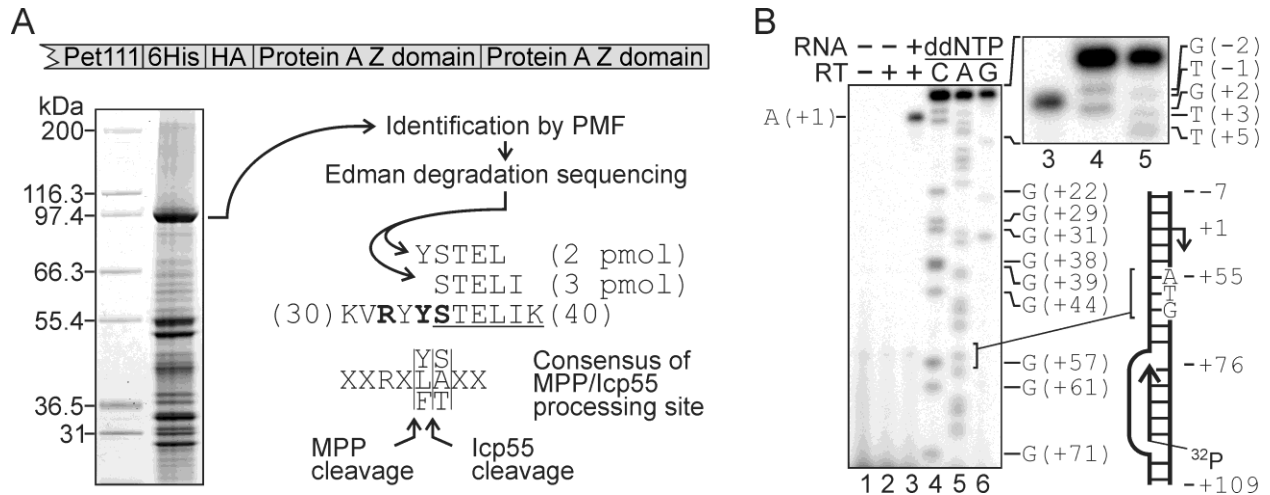 A
Pet111 6His HA Protein A Z domain Protein A Z domain
kDa
200
116.3
97.4
66.3
55.4
36.5
31
Identification by PMF
Edman degradation sequencing
YSTEL (2 pmol)
STELI (3 pmol)
(30)KVRYYSTELIK(40)
YS
XXRXLAXX
FT
Consensus of
MPP/Icp55
processing site
MPP
cleavage
Icp55
cleavage
B
RNA – – + ddNTP
RT – + + C A G
A(+1)
1 2 3 4 5 6
G(−2)
T(−1)
G(+2)
T(+3)
T(+5)
3 4 5
G(+22)
G(+29)
G(+31)
G(+38)
G(+39)
G(+44)
G(+57)
G(+61)
G(+71)
−7
+1
A
T
G
+55
+76
32P
+109